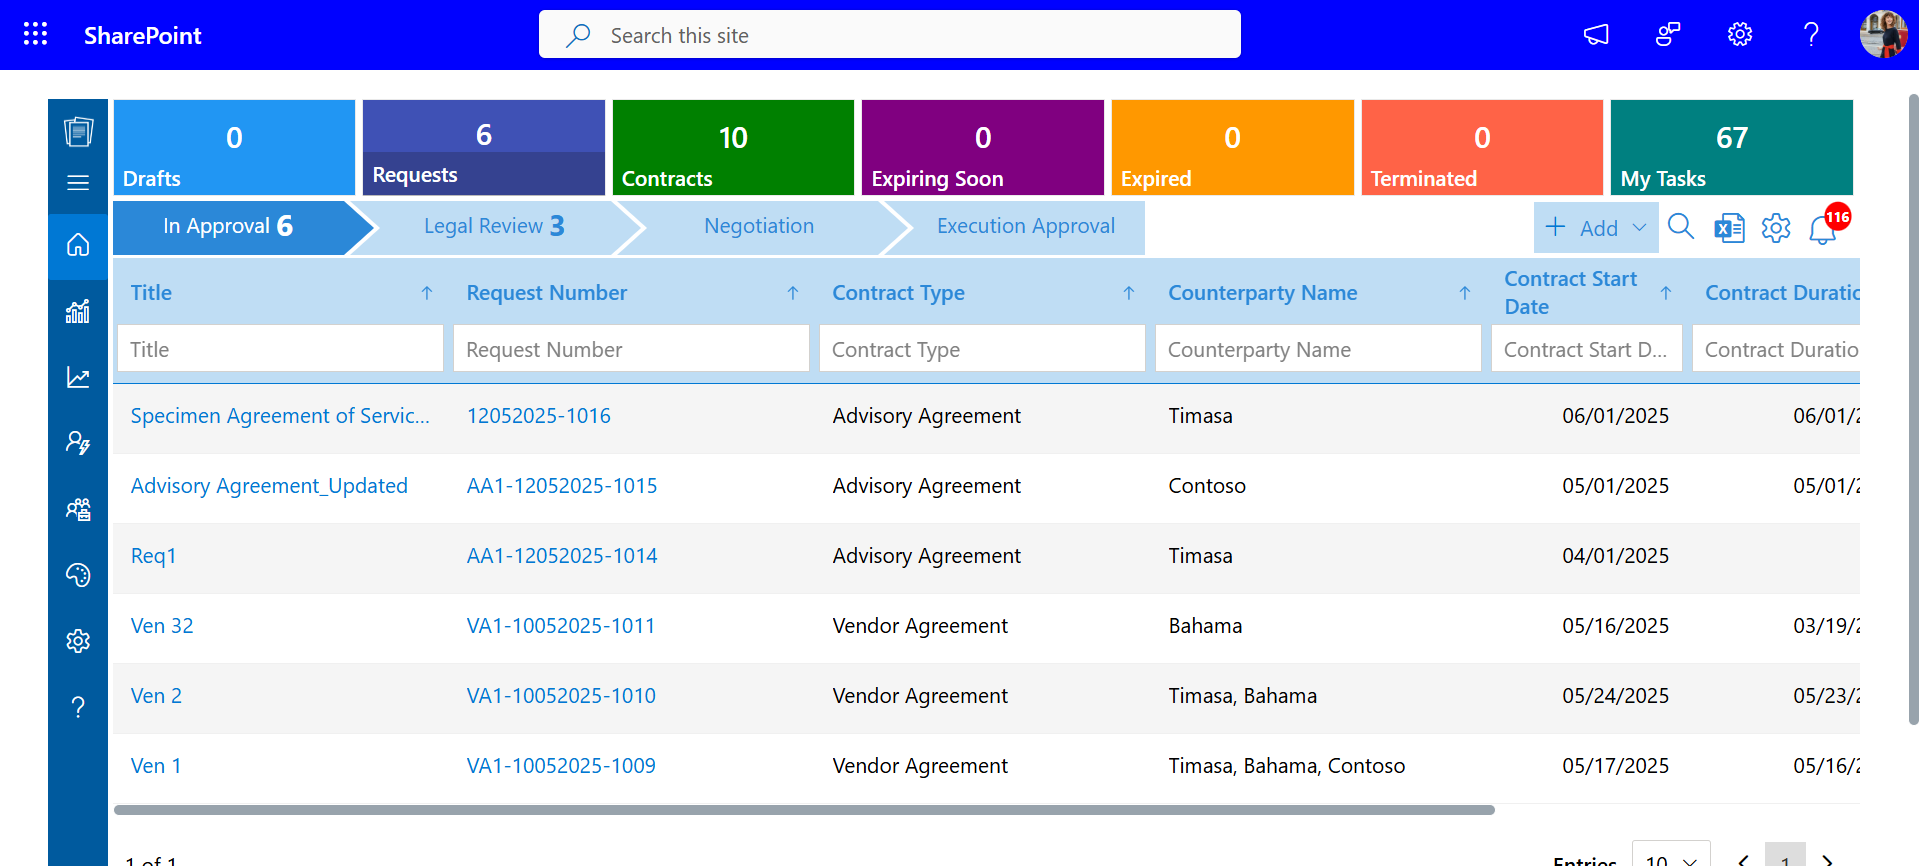 SharePoint
Search this site
0
Drafts
6
Requests
10
Contracts
0
Expiring Soon
0
Expired
0
Terminated
67
My Tasks
In Approval 6
Legal Review 3
Negotiation
Execution Approval
Add
116
Title
Request Number
Contract Type
Counterparty Name
Contract Start
Date
Contract Duratio
Title
Request Number
Contract Type
Counterparty Name
Contract Start D...
Contract Duratio
Specimen Agreement of Servic... 12052025-1016 Advisory Agreement Timasa 06/01/2025 06/01/2
Advisory Agreement_Updated AA1-12052025-1015 Advisory Agreement Contoso 05/01/2025 05/01/2
Req1 AA1-12052025-1014 Advisory Agreement Timasa 04/01/2025
Ven 32 VA1-10052025-1011 Vendor Agreement Bahama 05/16/2025 03/19/2
Ven 2 VA1-10052025-1010 Vendor Agreement Timasa, Bahama 05/24/2025 05/23/2
Ven 1 VA1-10052025-1009 Vendor Agreement Timasa, Bahama, Contoso 05/17/2025 05/16/2
1 of 1
Entries 10 1